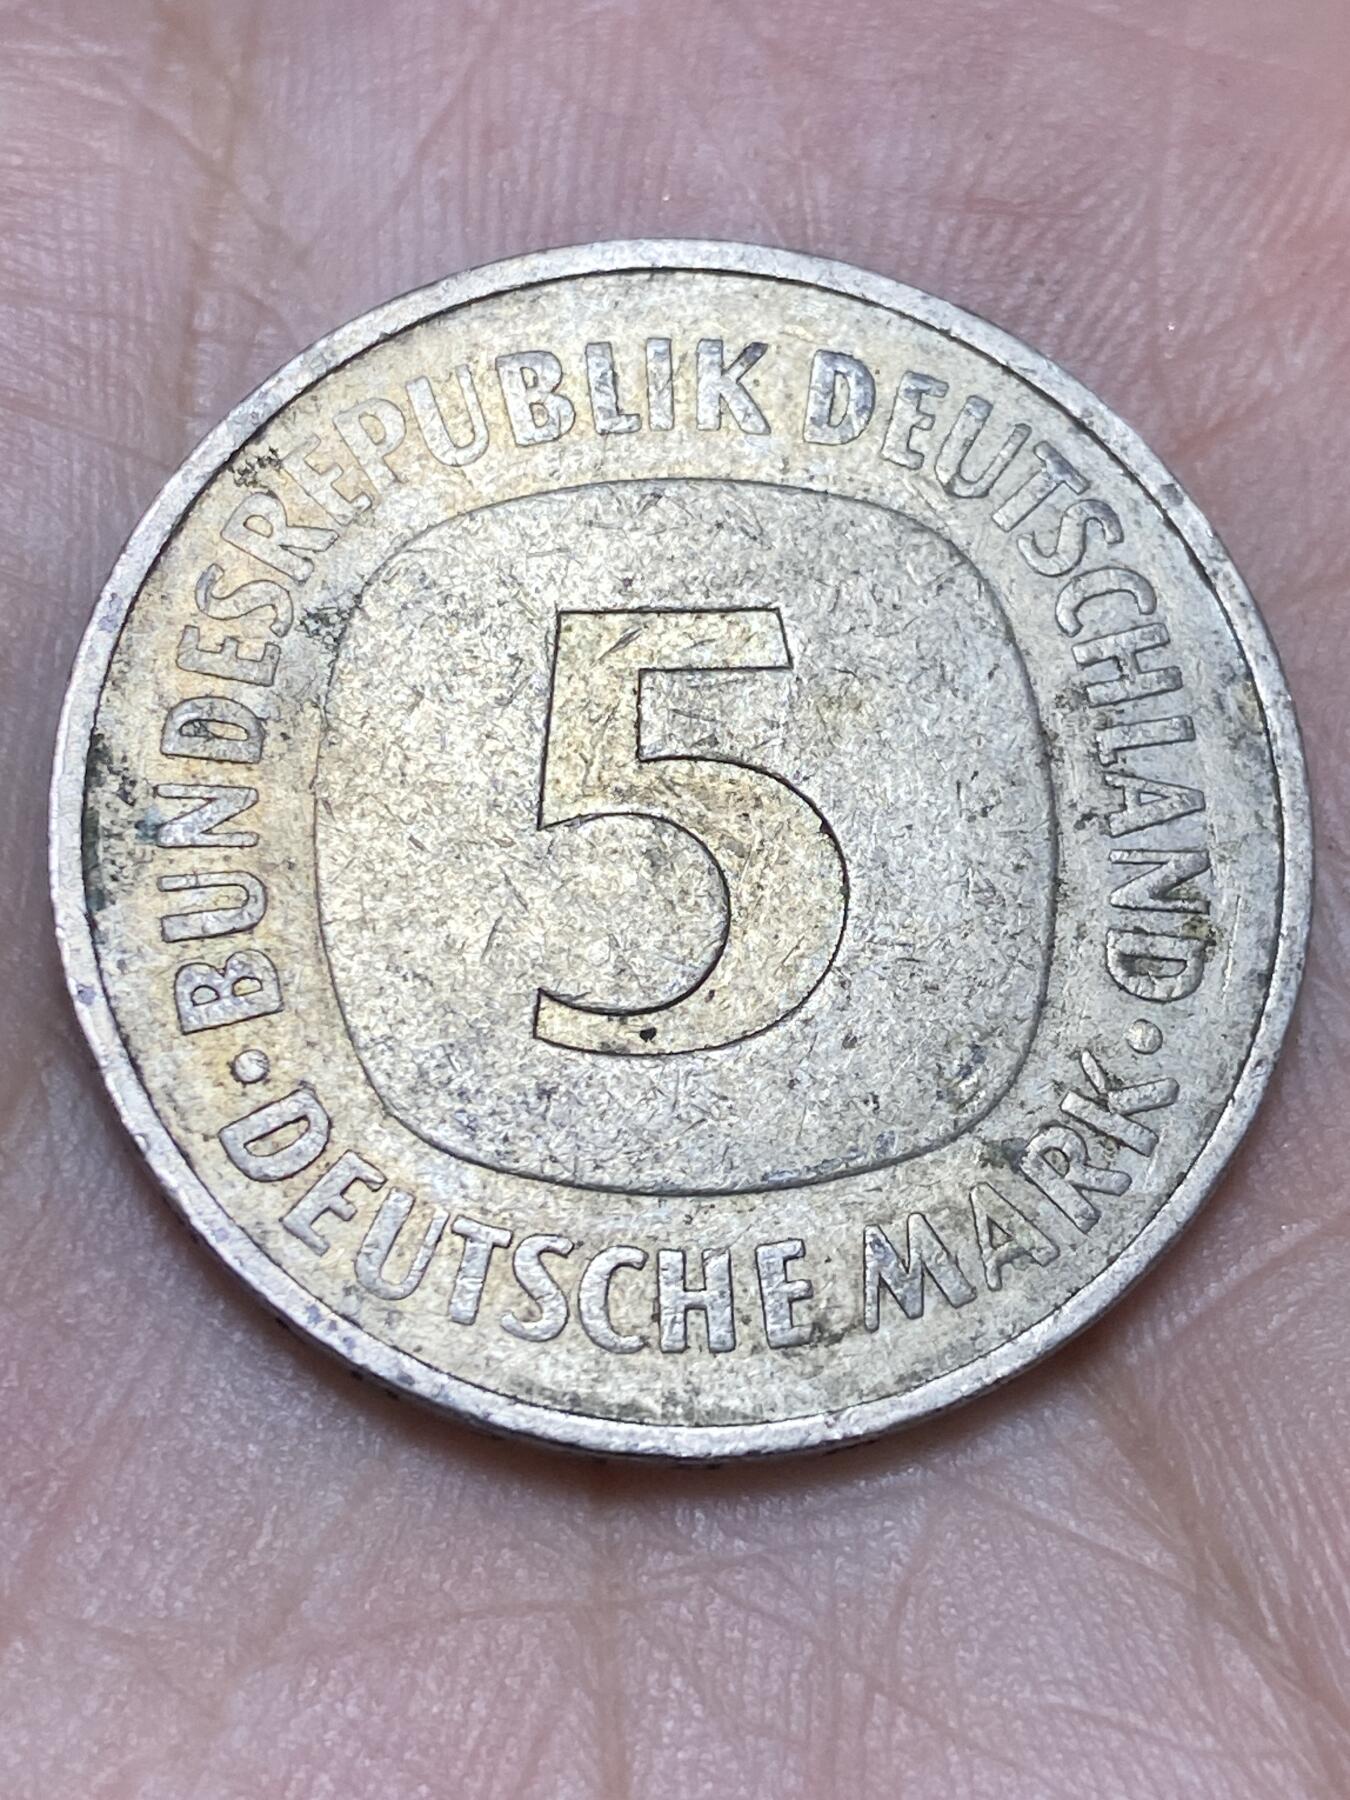 BUNDESREPUBLIK DEUTSCHLAND
5
· DEUTSCHE MARK ·